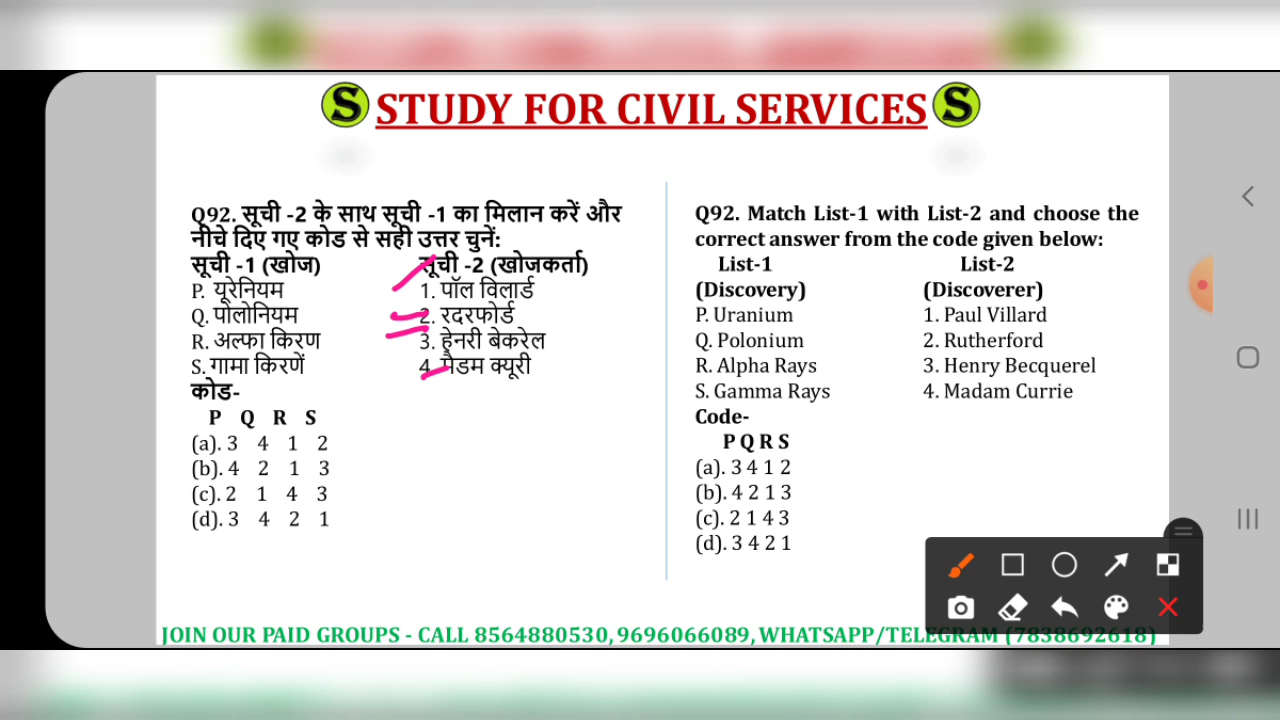 S STUDY FOR CIVIL SERVICES S
Q92. सूची -2 के साथ सूची -1 का मिलान करें और
नीचे दिए गए कोड से सही उत्तर चुनें:
सूची -1 (खोज) सूची -2 (खोजकर्ता)
P. यूरेनियम 1. पॉल विलार्ड
Q. पोलोनियम 2. रदरफोर्ड
R. अल्फा किरण 3. हेनरी बेकरेल
S. गामा किरणें 4. मैडम क्यूरी
कोड-
P Q R S
(a). 3 4 1 2
(b). 4 2 1 3
(c). 2 1 4 3
(d). 3 4 2 1
Q92. Match List-1 with List-2 and choose the
correct answer from the code given below:
List-1 List-2
(Discovery) (Discoverer)
P. Uranium 1. Paul Villard
Q. Polonium 2. Rutherford
R. Alpha Rays 3. Henry Becquerel
S. Gamma Rays 4. Madam Currie
Code-
P Q R S
(a). 3 4 1 2
(b). 4 2 1 3
(c). 2 1 4 3
(d). 3 4 2 1
JOIN OUR PAID GROUPS - CALL 8564880530, 9696066089, WHATSAPP/TELEGRAM (7838692618)